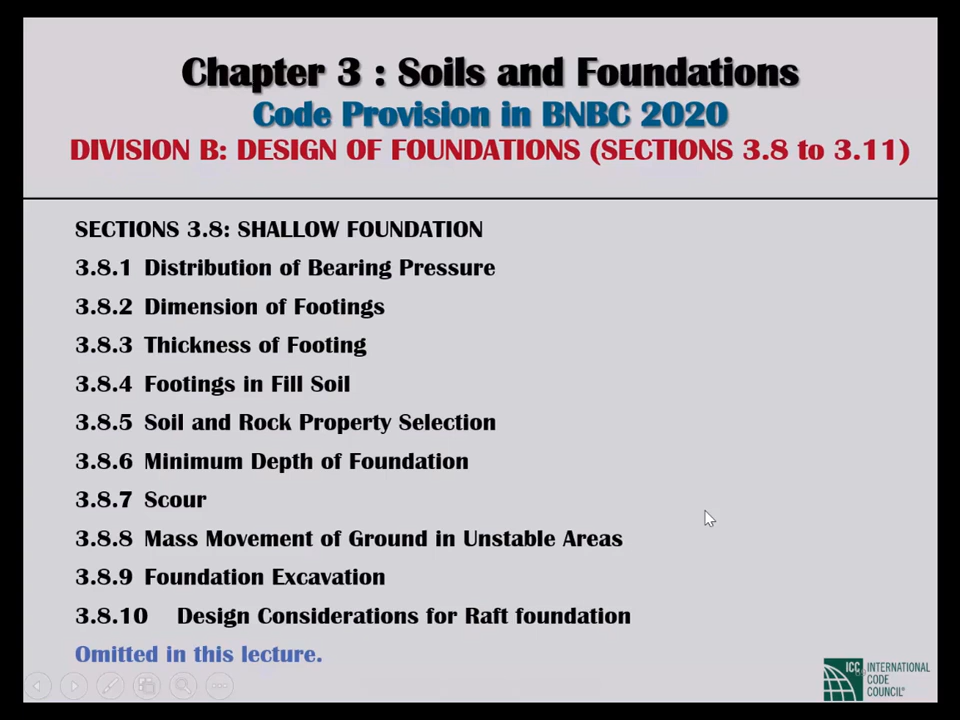 Chapter 3 : Soils and Foundations
Code Provision in BNBC 2020
DIVISION B: DESIGN OF FOUNDATIONS (SECTIONS 3.8 to 3.11)
SECTIONS 3.8: SHALLOW FOUNDATION
3.8.1 Distribution of Bearing Pressure
3.8.2 Dimension of Footings
3.8.3 Thickness of Footing
3.8.4 Footings in Fill Soil
3.8.5 Soil and Rock Property Selection
3.8.6 Minimum Depth of Foundation
3.8.7 Scour
3.8.8 Mass Movement of Ground in Unstable Areas
3.8.9 Foundation Excavation
3.8.10 Design Considerations for Raft foundation
Omitted in this lecture.
ICC INTERNATIONAL
CODE
COUNCIL®